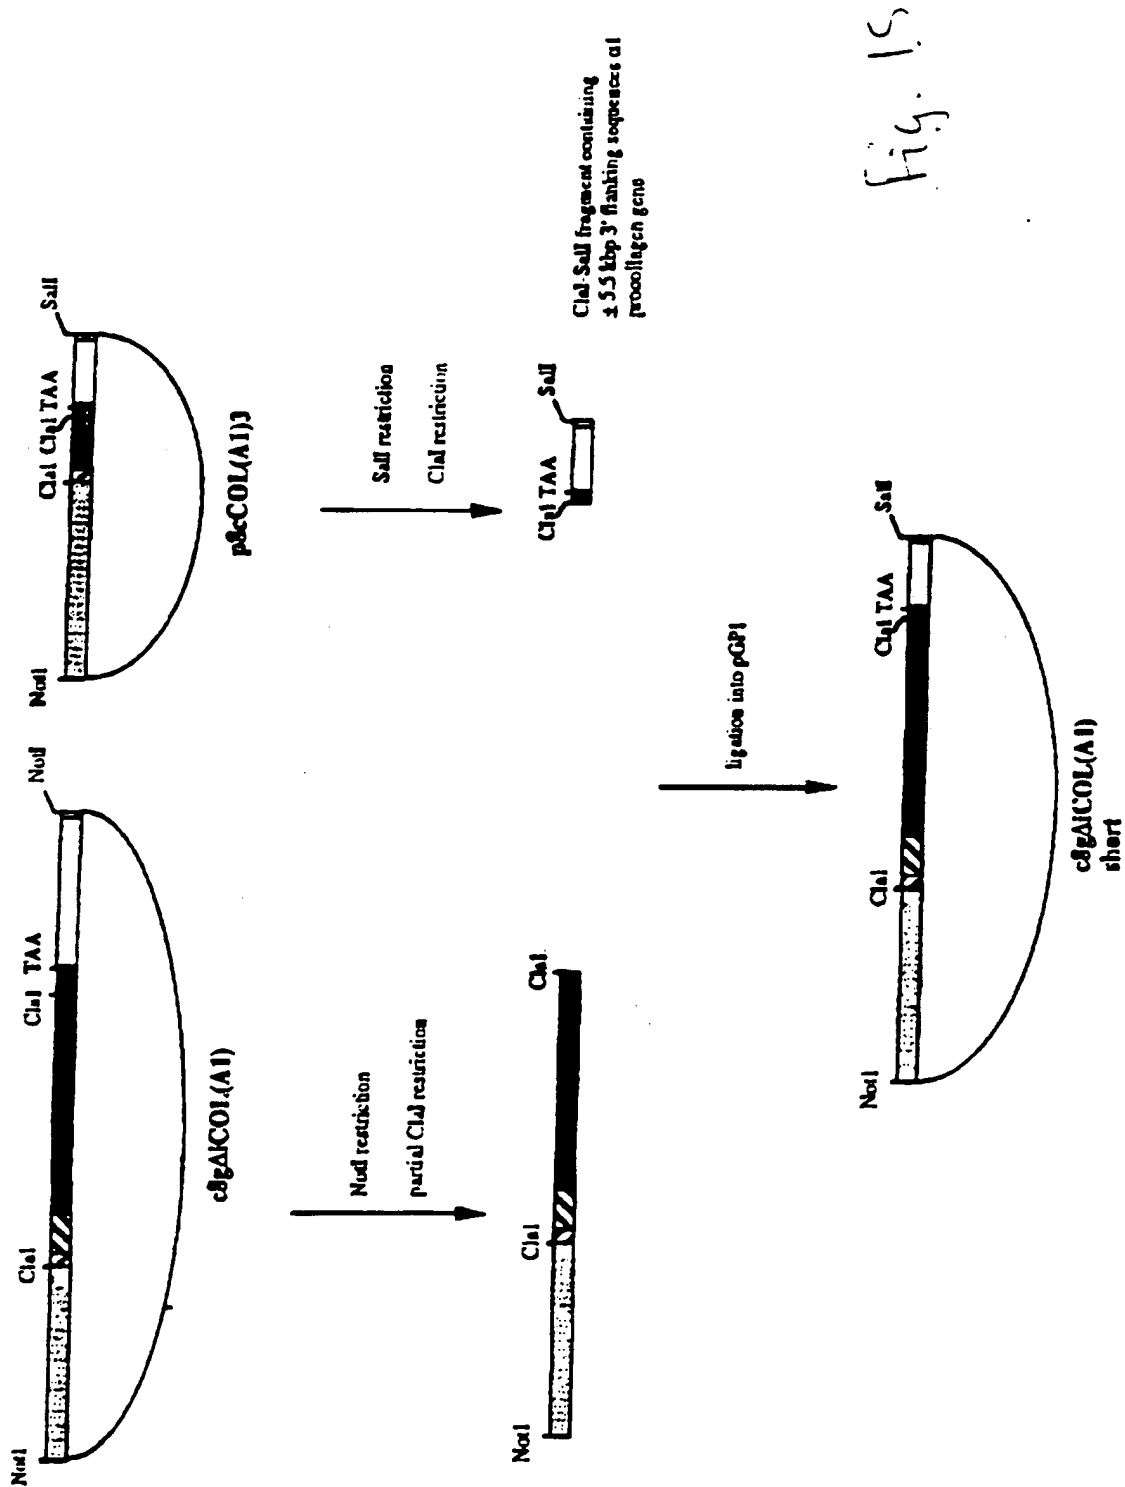 NotI
ClaI
ClaI TAA
NotI
c8gΔiCOL(A1)
NotI restriction
partial ClaI restriction
NotI
ClaI
ClaI
NotI
ClaI ClaI TAA
SalI
p8cCOL(A1)3
SalI restriction
ClaI restriction
ClaI TAA
SalI
ClaI-SalI fragment containing
± 5.5 kbp 3' flanking sequences α1
procollagen gene
ligation into pGP1
NotI
ClaI
ClaI TAA
SalI
c8gΔiCOL(A1)
short
Fig. 15